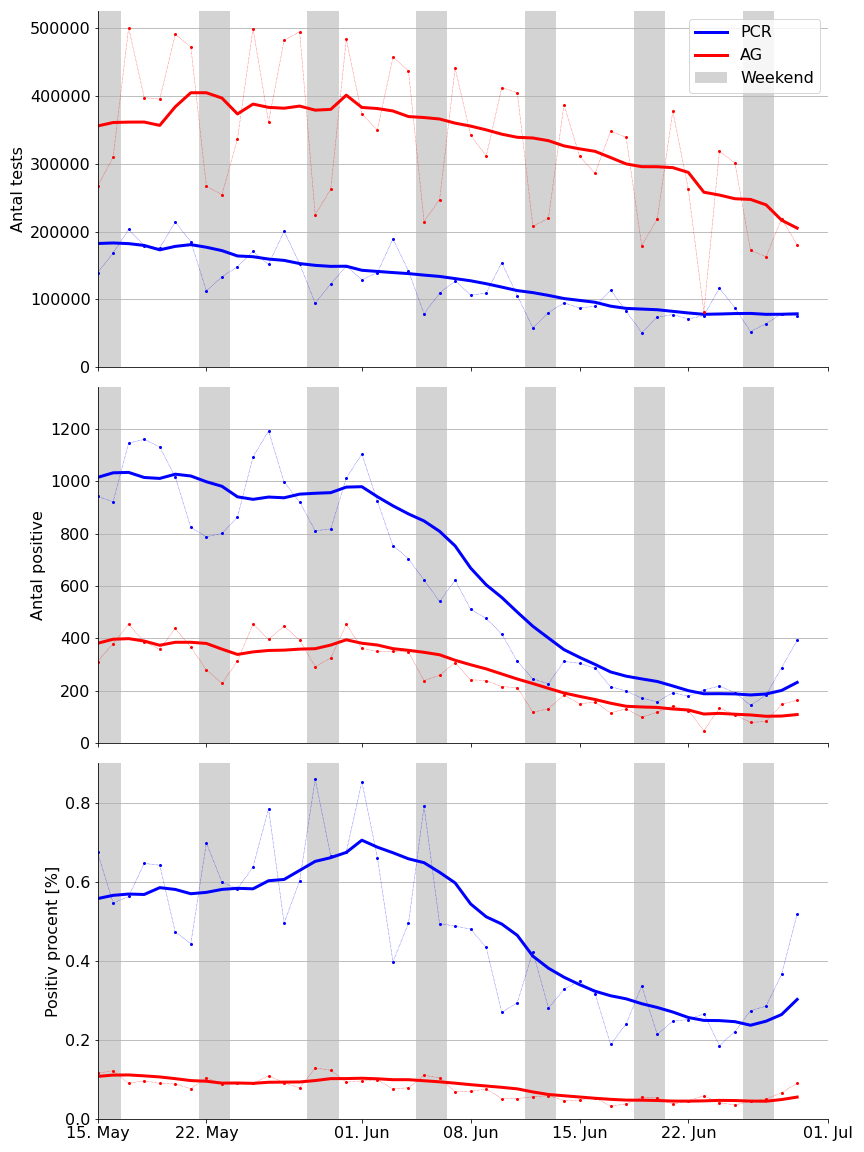 500000
400000
300000
200000
100000
0
Antal tests
PCR
AG
Weekend
1200
1000
800
600
400
200
0
Antal positive
0.8
0.6
0.4
0.2
0.0
Positiv procent [%]
15. May 22. May 01. Jun 08. Jun 15. Jun 22. Jun 01. Jul